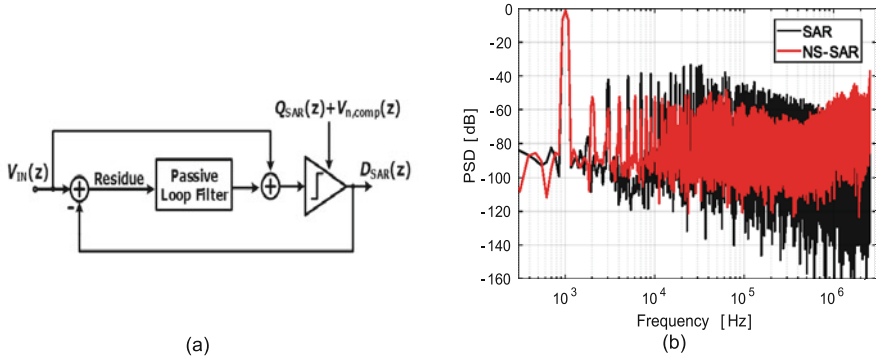 Q_SAR(z)+V_n,comp(z)
V_IN(z)
Residue
Passive
Loop Filter
D_SAR(z)
-
(a)
PSD [dB]
0
-20
-40
-60
-80
-100
-120
-140
-160
SAR
NS-SAR
10^3
10^4
10^5
10^6
Frequency [Hz]
(b)